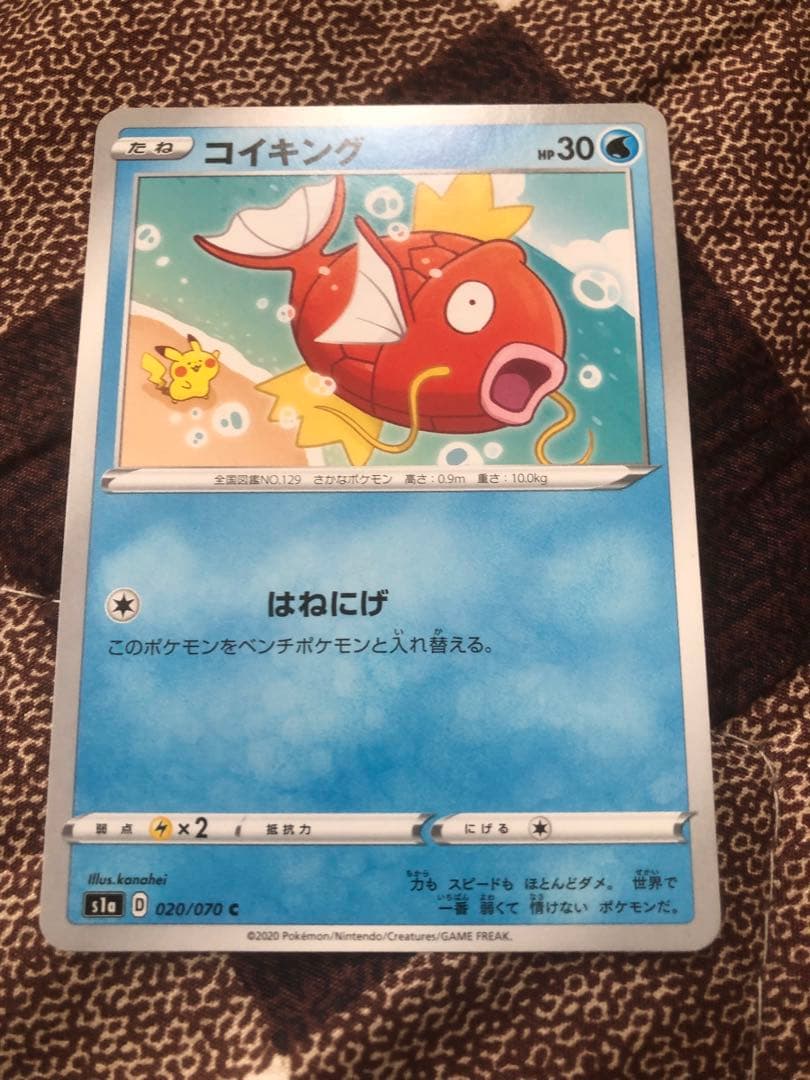 たね コイキング HP30
全国図鑑NO.129 さかなポケモン 高さ:0.9m 重さ:10.0kg
はねにげ
このポケモンをベンチポケモンと入れ替える。
弱点 ×2 抵抗力 にげる
Illus.kanahei
力も スピードも ほとんどダメ。 世界で
一番 弱くて 情けない ポケモンだ。
s1a D 020/070 C
©2020 Pokémon/Nintendo/Creatures/GAME FREAK.